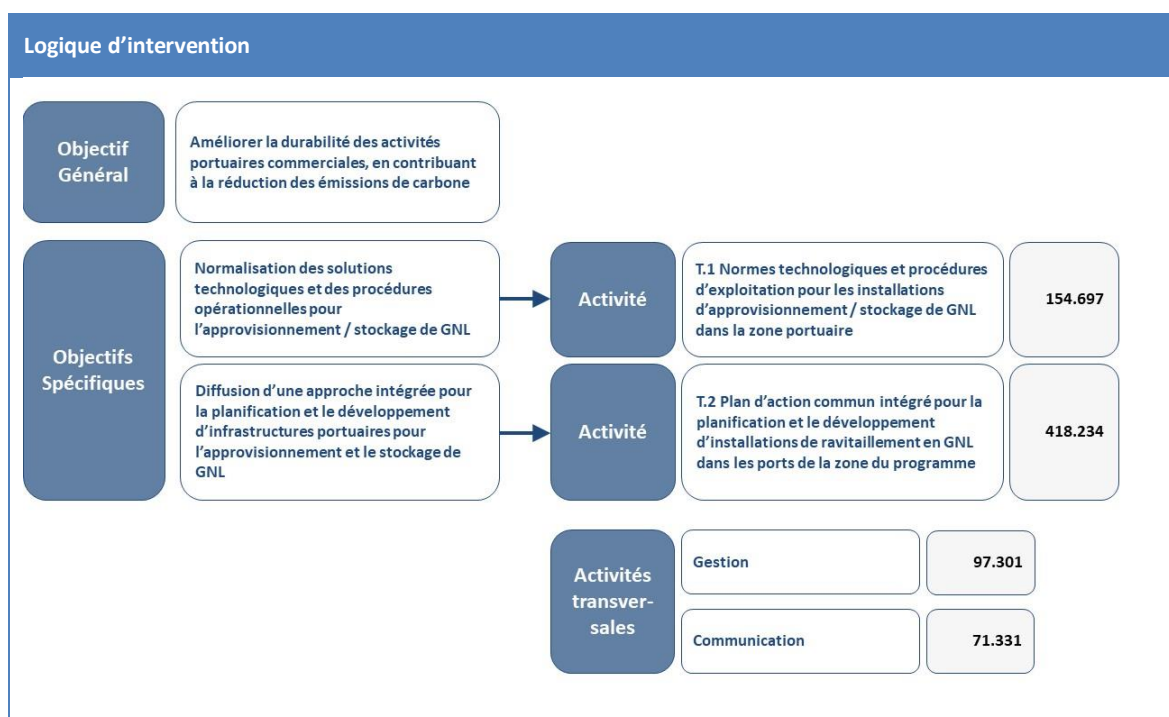 Logique d’intervention
Objectif
Général
Améliorer la durabilité des activités
portuaires commerciales, en contribuant
à la réduction des émissions de carbone
Objectifs
Spécifiques
Normalisation des solutions
technologiques et des procédures
opérationnelles pour
l’approvisionnement / stockage de GNL
Activité
T.1 Normes technologiques et procédures
d’exploitation pour les installations
d’approvisionnement / stockage de GNL
dans la zone portuaire
154.697
Diffusion d’une approche intégrée pour
la planification et le développement
d’infrastructures portuaires pour
l’approvisionnement et le stockage de
GNL
Activité
T.2 Plan d’action commun intégré pour la
planification et le développement
d’installations de ravitaillement en GNL
dans les ports de la zone du programme
418.234
Activités
transver-
sales
Gestion
97.301
Communication
71.331